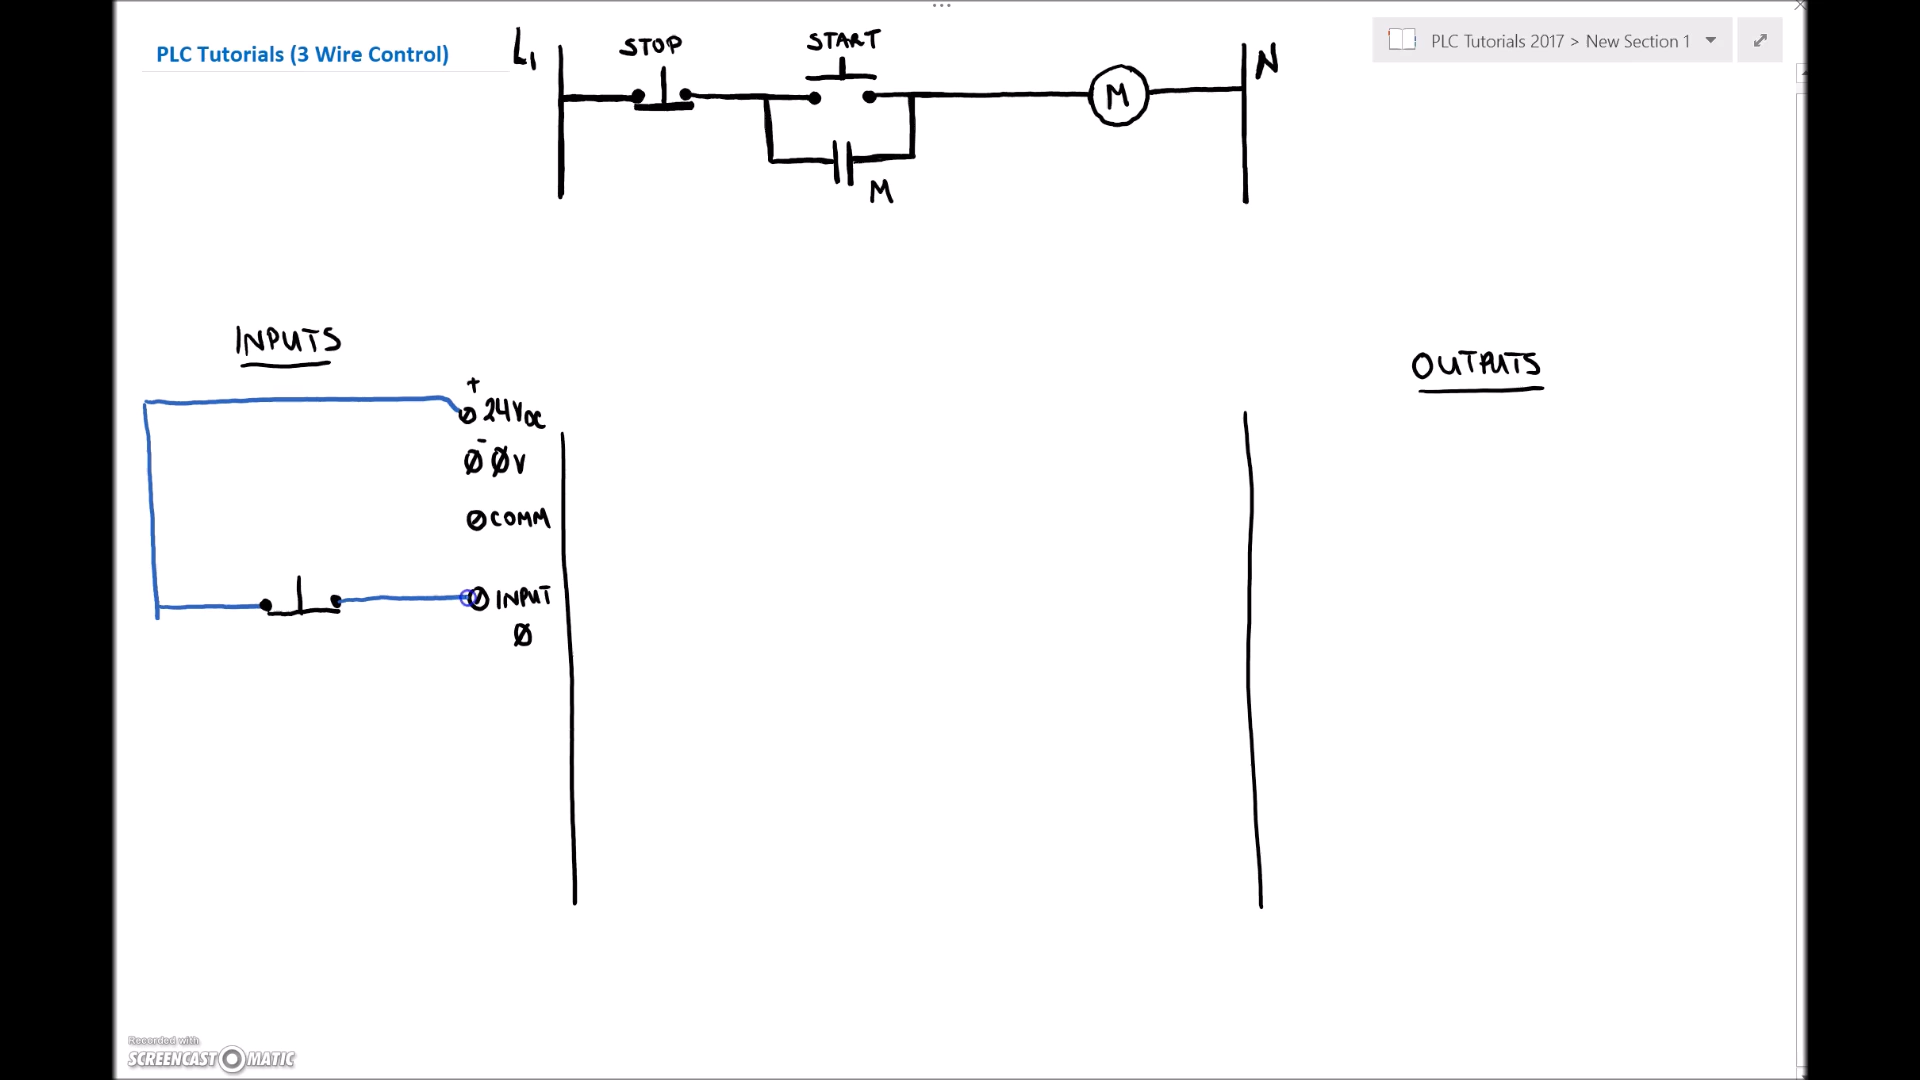 PLC Tutorials (3 Wire Control)
PLC Tutorials 2017 > New Section 1
L1
STOP
START
M
N
M
INPUTS
OUTPUTS
+
24VDC
-
0V
COMM
INPUT
0
Recorded with
SCREENCAST MATIC